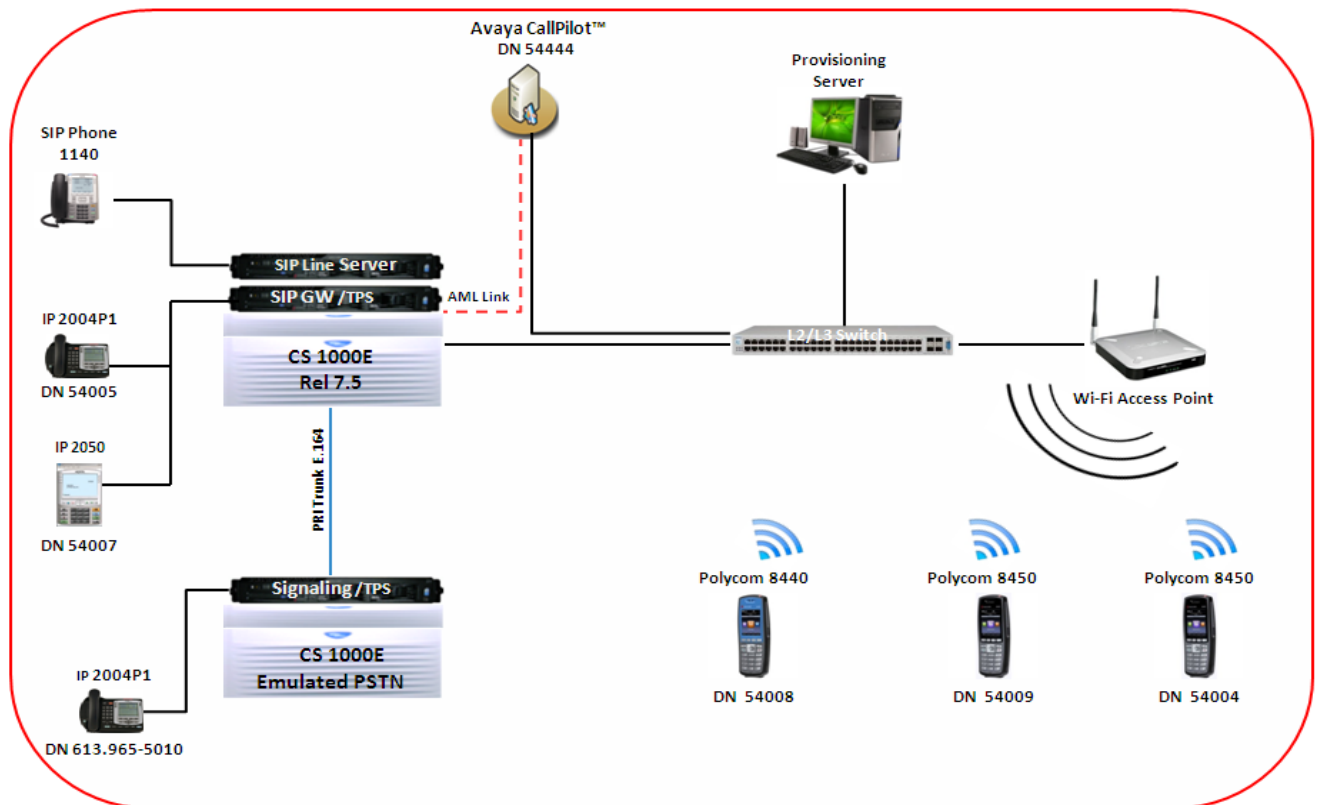 Avaya CallPilot™
DN 54444
Provisioning
Server
SIP Phone
1140
SIP Line Server
SIP GW /TPS
AML Link
IP 2004P1
DN 54005
CS 1000E
Rel 7.5
L2/L3 Switch
Wi-Fi Access Point
IP 2050
DN 54007
PRI Trunk E.164
Signaling /TPS
CS 1000E
Emulated PSTN
IP 2004P1
DN 613.965-5010
Polycom 8440
DN 54008
Polycom 8450
DN 54009
Polycom 8450
DN 54004